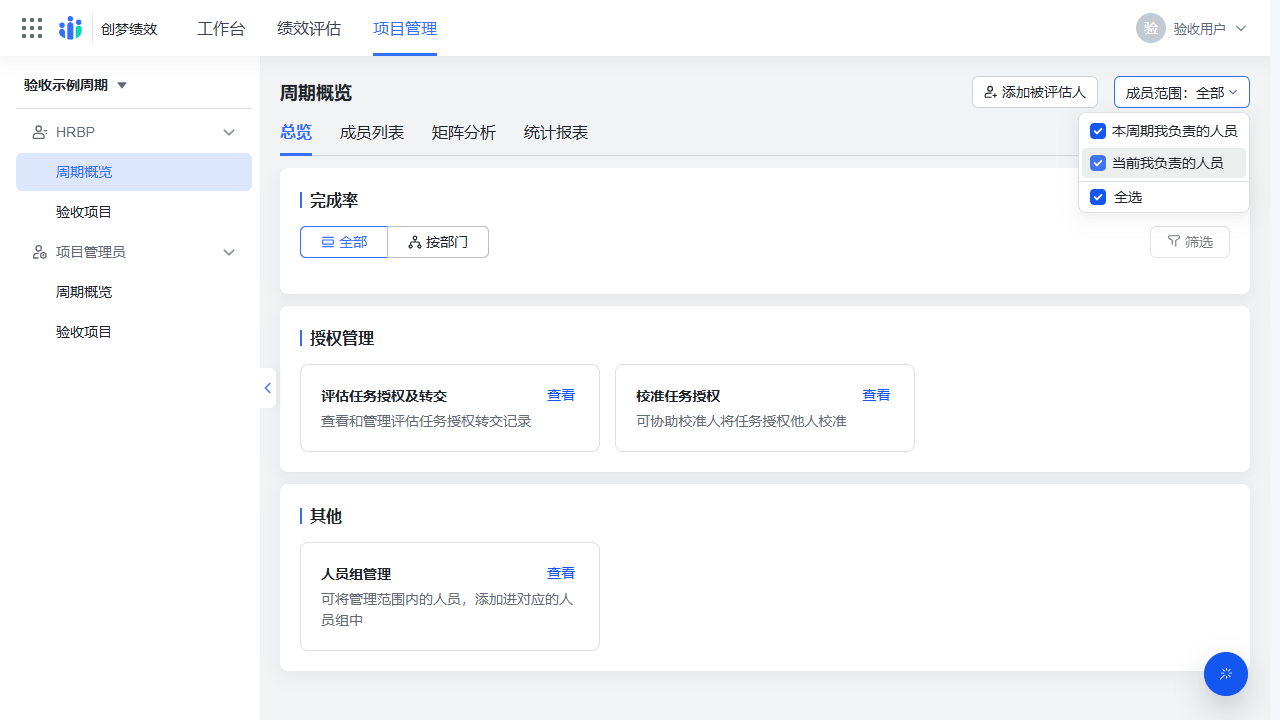 创梦绩效
工作台
绩效评估
项目管理
验
验收用户
验收示例周期
HRBP
周期概览
验收项目
项目管理员
周期概览
验收项目
周期概览
添加被评估人
成员范围：全部
总览
成员列表
矩阵分析
统计报表
本周期我负责的人员
当前我负责的人员
全选
完成率
全部
按部门
筛选
授权管理
评估任务授权及转交
查看
查看和管理评估任务授权转交记录
校准任务授权
查看
可协助校准人将任务授权他人校准
其他
人员组管理
查看
可将管理范围内的人员，添加进对应的人
员组中